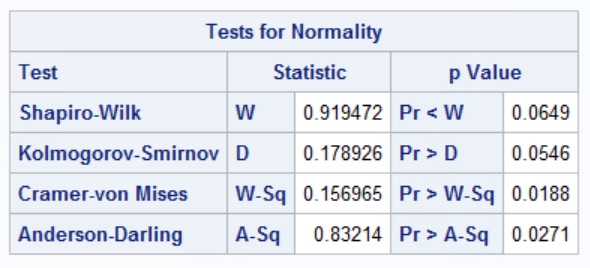 Tests for Normality
Test Statistic p Value
Shapiro-Wilk W 0.919472 Pr < W 0.0649
Kolmogorov-Smirnov D 0.178926 Pr > D 0.0546
Cramer-von Mises W-Sq 0.156965 Pr > W-Sq 0.0188
Anderson-Darling A-Sq 0.83214 Pr > A-Sq 0.0271